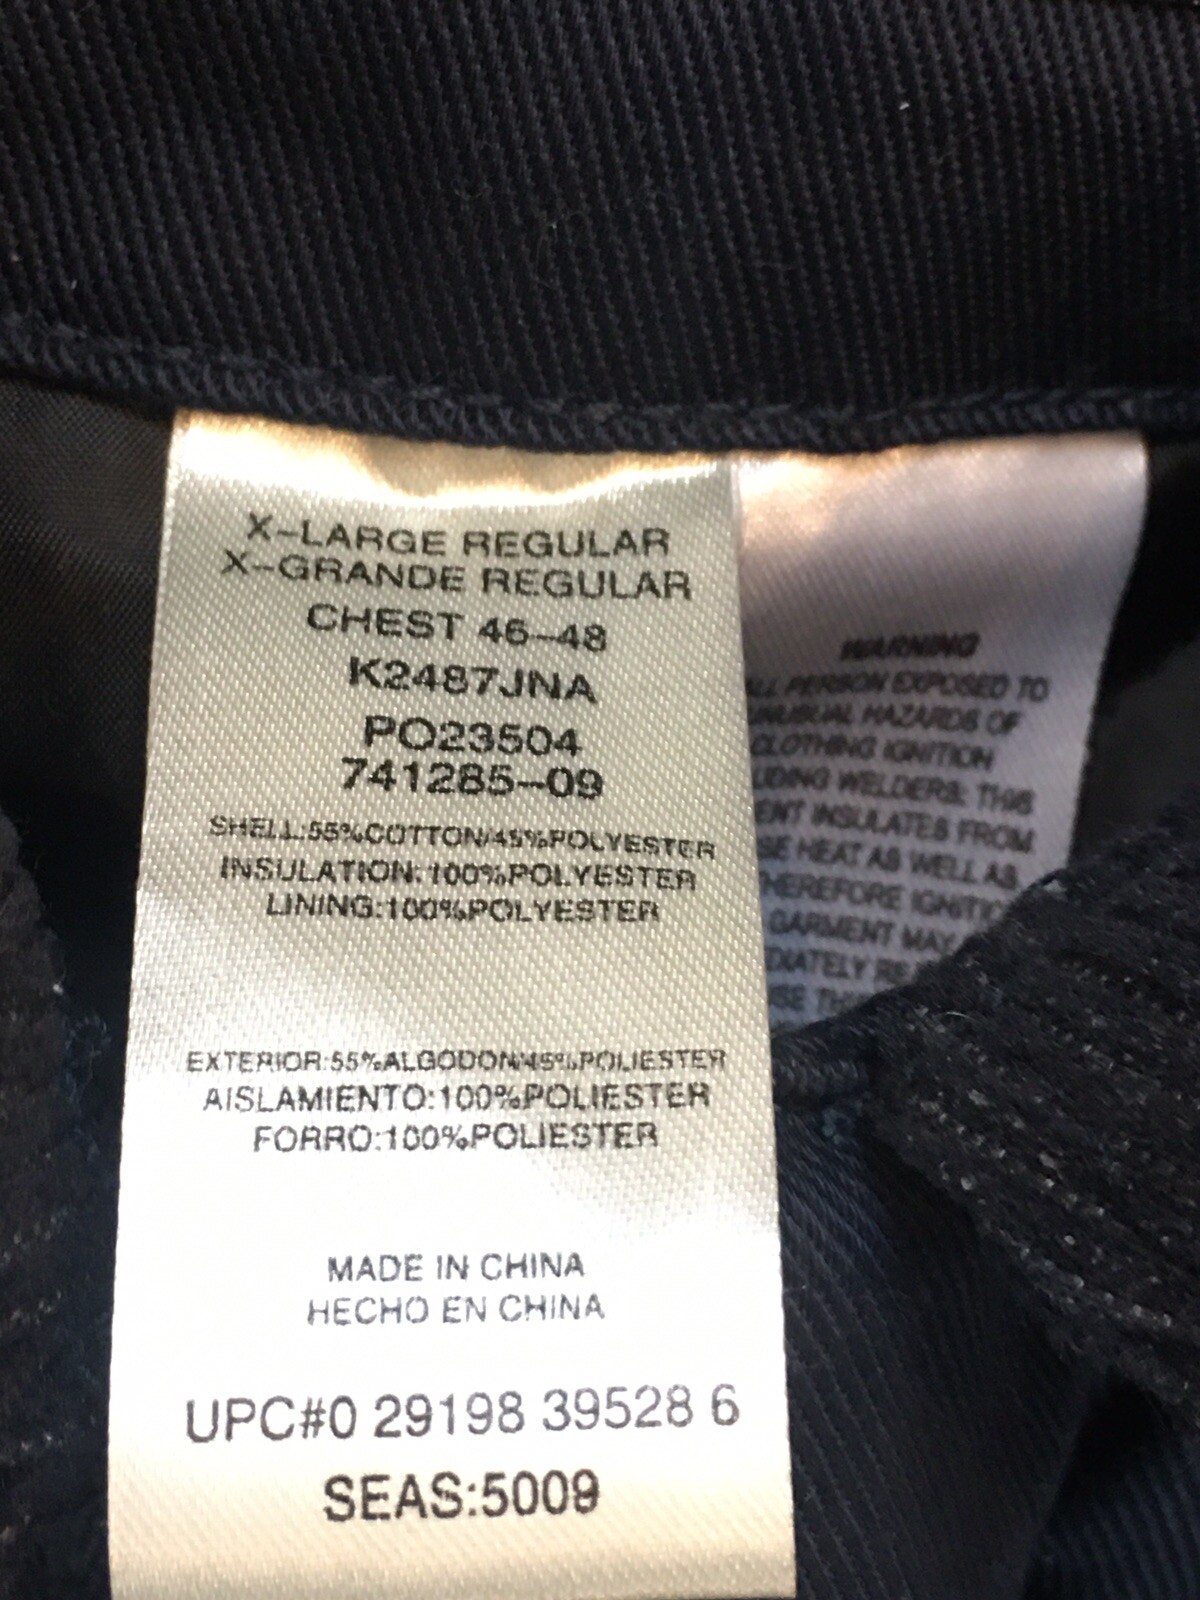 X-LARGE REGULAR
X-GRANDE REGULAR
CHEST 46-48
K2487JNA
PO23504
741285-09
SHELL:55%COTTON/45%POLYESTER
INSULATION:100%POLYESTER
LINING:100%POLYESTER
EXTERIOR:55%ALGODON/45%POLIESTER
AISLAMIENTO:100%POLIESTER
FORRO:100%POLIESTER
MADE IN CHINA
HECHO EN CHINA
UPC#0 29198 39528 6
SEAS:5009
WARNING
PERSON EXPOSED TO
UNUSUAL HAZARDS OF
CLOTHING IGNITION
WELDERS: THIS
INSULATES FROM
HEAT AS WELL AS
GARMENT MAY